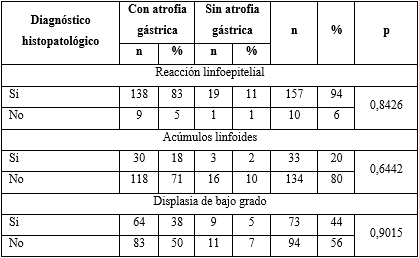 Diagnóstico histopatológico | Con atrofia gástrica | Sin atrofia gástrica | n | % | p
n | % | n | %
Reacción linfoepitelial
Si | 138 | 83 | 19 | 11 | 157 | 94 | 0,8426
No | 9 | 5 | 1 | 1 | 10 | 6
Acúmulos linfoides
Si | 30 | 18 | 3 | 2 | 33 | 20 | 0,6442
No | 118 | 71 | 16 | 10 | 134 | 80
Displasia de bajo grado
Si | 64 | 38 | 9 | 5 | 73 | 44 | 0,9015
No | 83 | 50 | 11 | 7 | 94 | 56